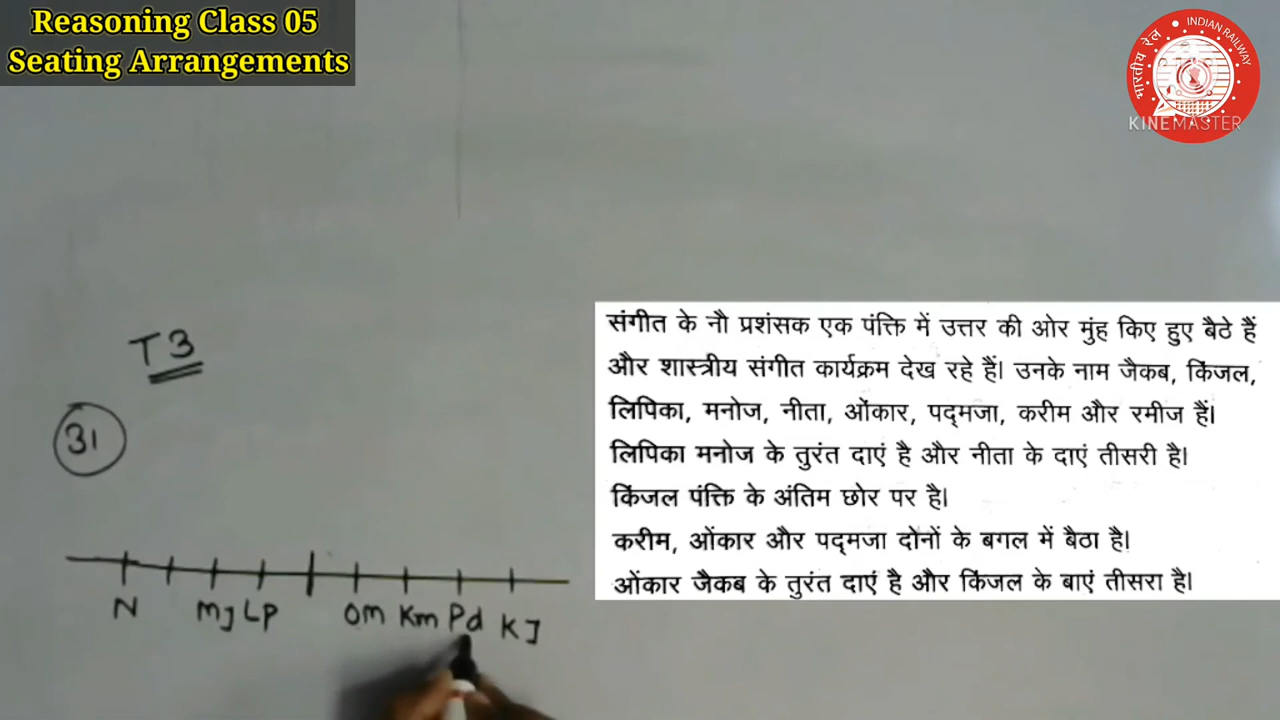 Reasoning Class 05
Seating Arrangements
भारतीय रेल
INDIAN RAILWAY
KINEMASTER
T3
31
N MJ LP Om Km Pd KJ
संगीत के नौ प्रशंसक एक पंक्ति में उत्तर की ओर मुंह किए हुए बैठे हैं
और शास्त्रीय संगीत कार्यक्रम देख रहे हैं। उनके नाम जैकब, किंजल,
लिपिका, मनोज, नीता, ओंकार, पद्मजा, करीम और रमीज हैं।
लिपिका मनोज के तुरंत दाएं है और नीता के दाएं तीसरी है।
किंजल पंक्ति के अंतिम छोर पर है।
करीम, ओंकार और पद्मजा दोनों के बगल में बैठा है।
ओंकार जैकब के तुरंत दाएं है और किंजल के बाएं तीसरा है।